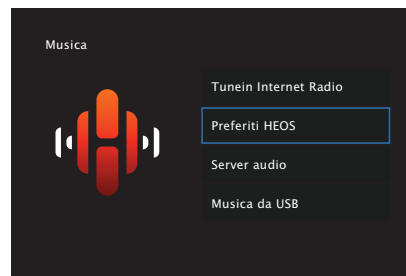 Musica
Tunein Internet Radio
Preferiti HEOS
Server audio
Musica da USB